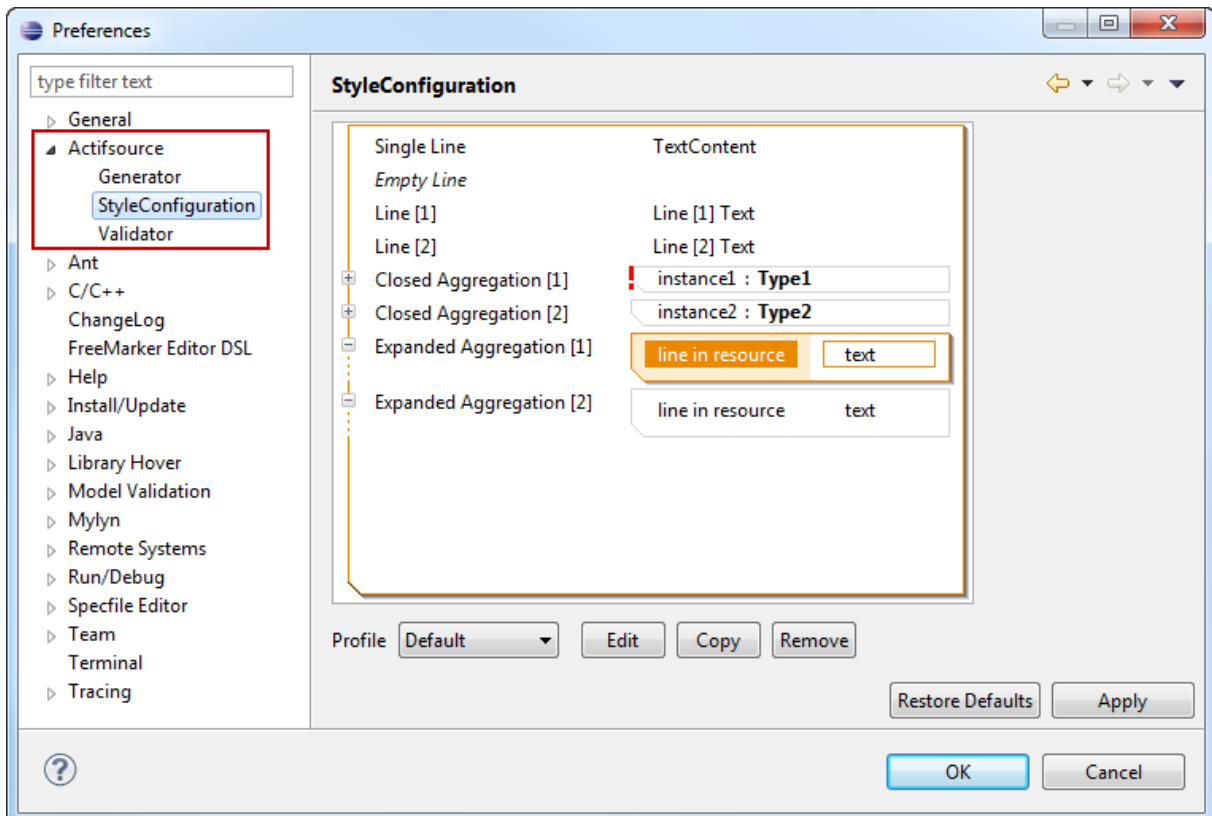 Preferences
type filter text
General
Actifsource
Generator
StyleConfiguration
Validator
Ant
C/C++
ChangeLog
FreeMarker Editor DSL
Help
Install/Update
Java
Library Hover
Model Validation
Mylyn
Remote Systems
Run/Debug
Specfile Editor
Team
Terminal
Tracing
StyleConfiguration
Single Line TextContent
Empty Line
Line [1] Line [1] Text
Line [2] Line [2] Text
Closed Aggregation [1] instance1 : Type1
Closed Aggregation [2] instance2 : Type2
Expanded Aggregation [1] line in resource text
Expanded Aggregation [2] line in resource text
Profile Default Edit Copy Remove
Restore Defaults Apply
OK Cancel